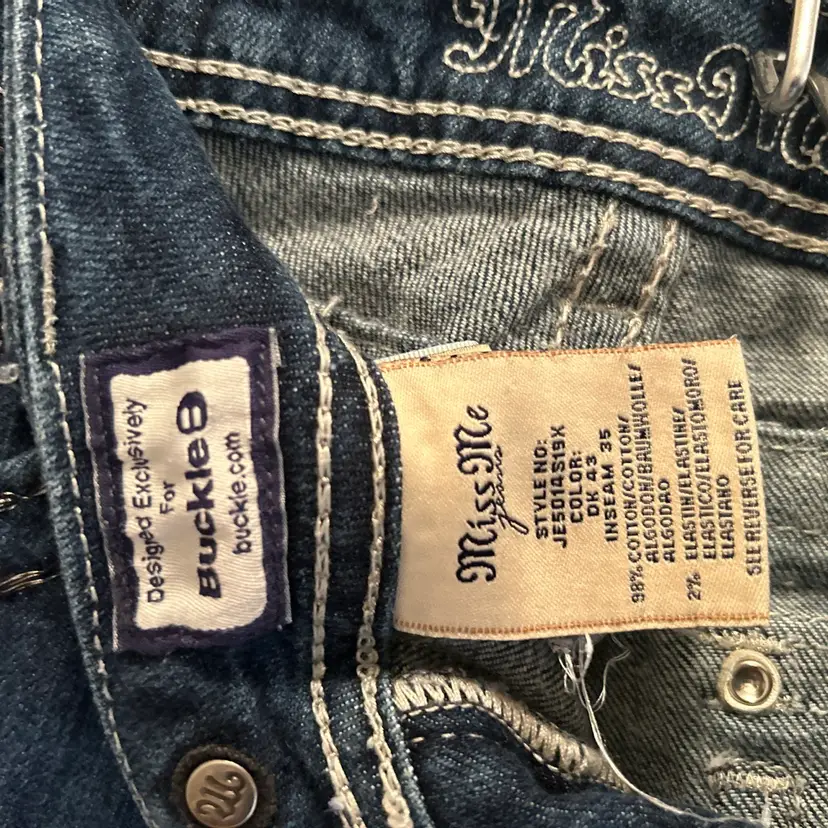 Miss Me
Designed Exclusively
For
Buckle B
buckle.com
Miss Me
jeans
STYLE NO:
JE5014S19X
COLOR:
DK 43
INSEAM 35
98% COTTON/COTTON/
ALGODON/BAUMWOLLE/
ALGODAO
2% ELASTIN/ELASTINE/
ELASTICO/ELASTOMORO/
ELASTANO
SEE REVERSE FOR CARE
M